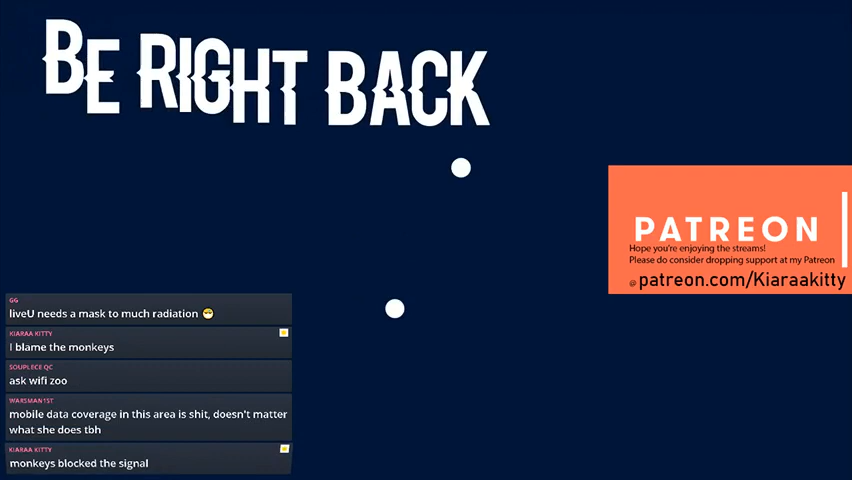 BE RIGHT BACK
PATREON
Hope you're enjoying the streams!
Please do consider dropping support at my Patreon
@ patreon.com/Kiaraakitty
GG
liveU needs a mask to much radiation 😷
KIARAA KITTY
I blame the monkeys
SOUPLECE QC
ask wifi zoo
WARSMAN1ST
mobile data coverage in this area is shit, doesn't matter
what she does tbh
KIARAA KITTY
monkeys blocked the signal